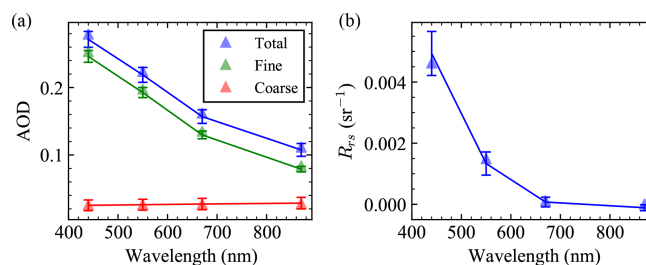 (a)
AOD
0.2
0.1
Total
Fine
Coarse
400 500 600 700 800
Wavelength (nm)
(b)
R_rs (sr⁻¹)
0.004
0.002
0.000
400 500 600 700 800
Wavelength (nm)